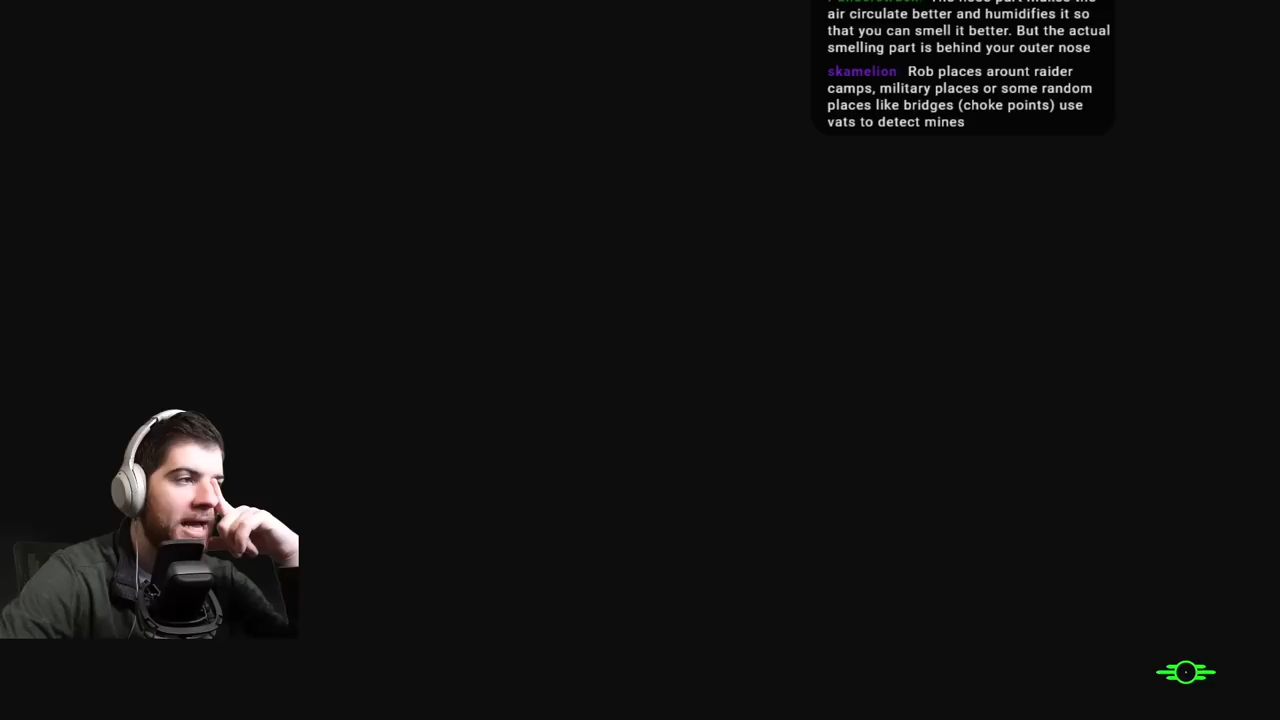 air circulate better and humidifies it so
that you can smell it better. But the actual
smelling part is behind your outer nose
skamelion Rob places arount raider
camps, military places or some random
places like bridges (choke points) use
vats to detect mines